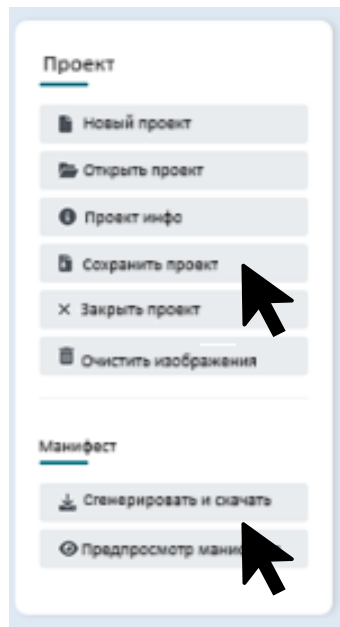 Проект
Новый проект
Открыть проект
Проект инфо
Сохранить проект
Закрыть проект
Очистить изображения
Манифест
Сгенерировать и скачать
Предпросмотр